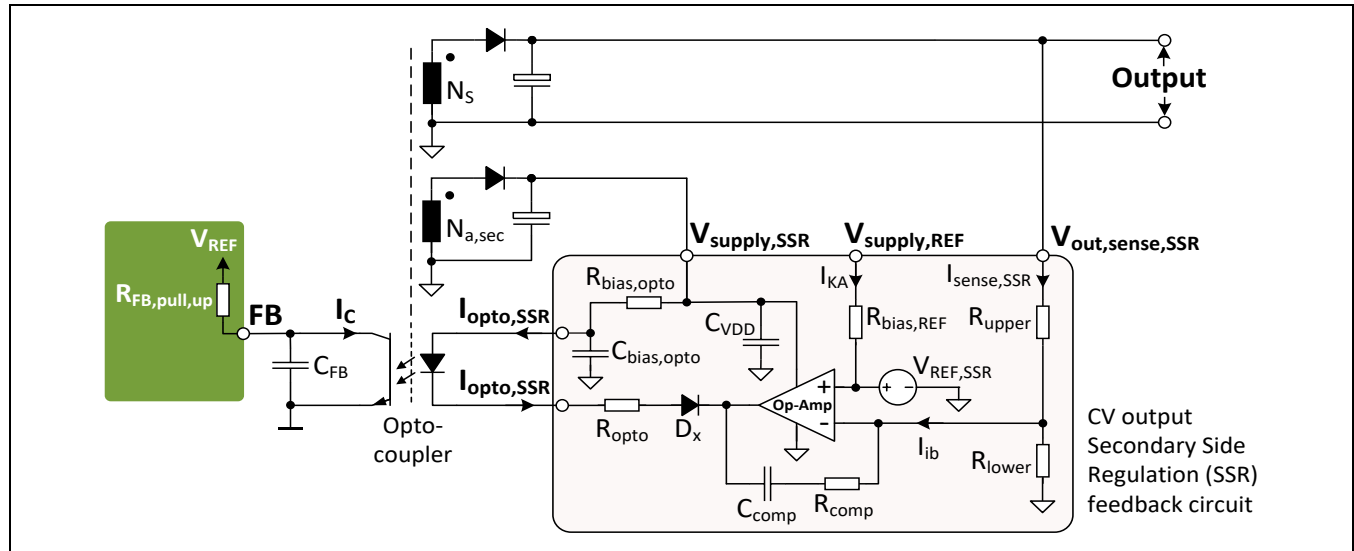 N_S
Output
N_a,sec
V_REF
R_FB,pull,up
FB
I_C
C_FB
Opto-
coupler
V_supply,SSR
V_supply,REF
V_out,sense,SSR
R_bias,opto
I_KA
I_sense,SSR
I_opto,SSR
C_VDD
R_bias,REF
R_upper
C_bias,opto
V_REF,SSR
+
+ -
I_opto,SSR
Op-Amp
-
R_opto
D_x
I_ib
R_lower
C_comp
R_comp
CV output
Secondary Side
Regulation (SSR)
feedback circuit